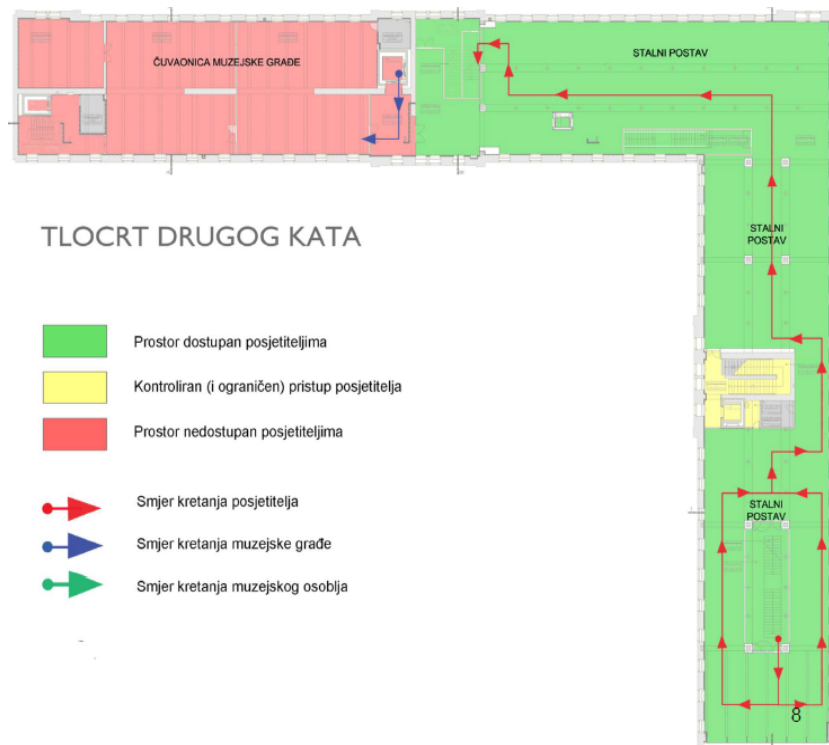 ČUVAONICA MUZEJSKE GRAĐE
STALNI POSTAV
STALNI
POSTAV
TLOCRT DRUGOG KATA
Prostor dostupan posjetiteljima
Kontroliran (i ograničen) pristup posjetitelja
Prostor nedostupan posjetiteljima
Smjer kretanja posjetitelja
Smjer kretanja muzejske građe
Smjer kretanja muzejskog osoblja
STALNI
POSTAV
8